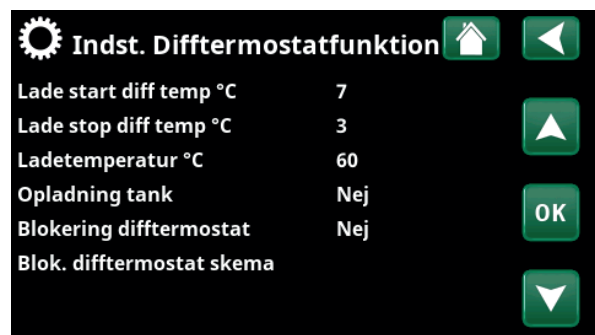 Indst. Difftermostatfunktion
Lade start diff temp °C 7
Lade stop diff temp °C 3
Ladetemperatur °C 60
Opladning tank Nej
Blokering difftermostat Nej
Blok. difftermostat skema
OK